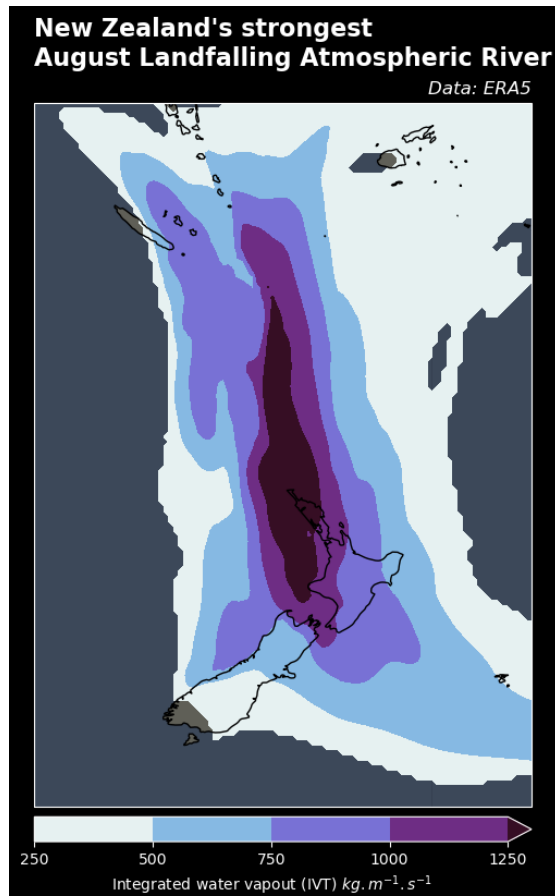 New Zealand's strongest
August Landfalling Atmospheric River
Data: ERA5
250 500 750 1000 1250
Integrated water vapout (IVT) kg.m⁻¹.s⁻¹